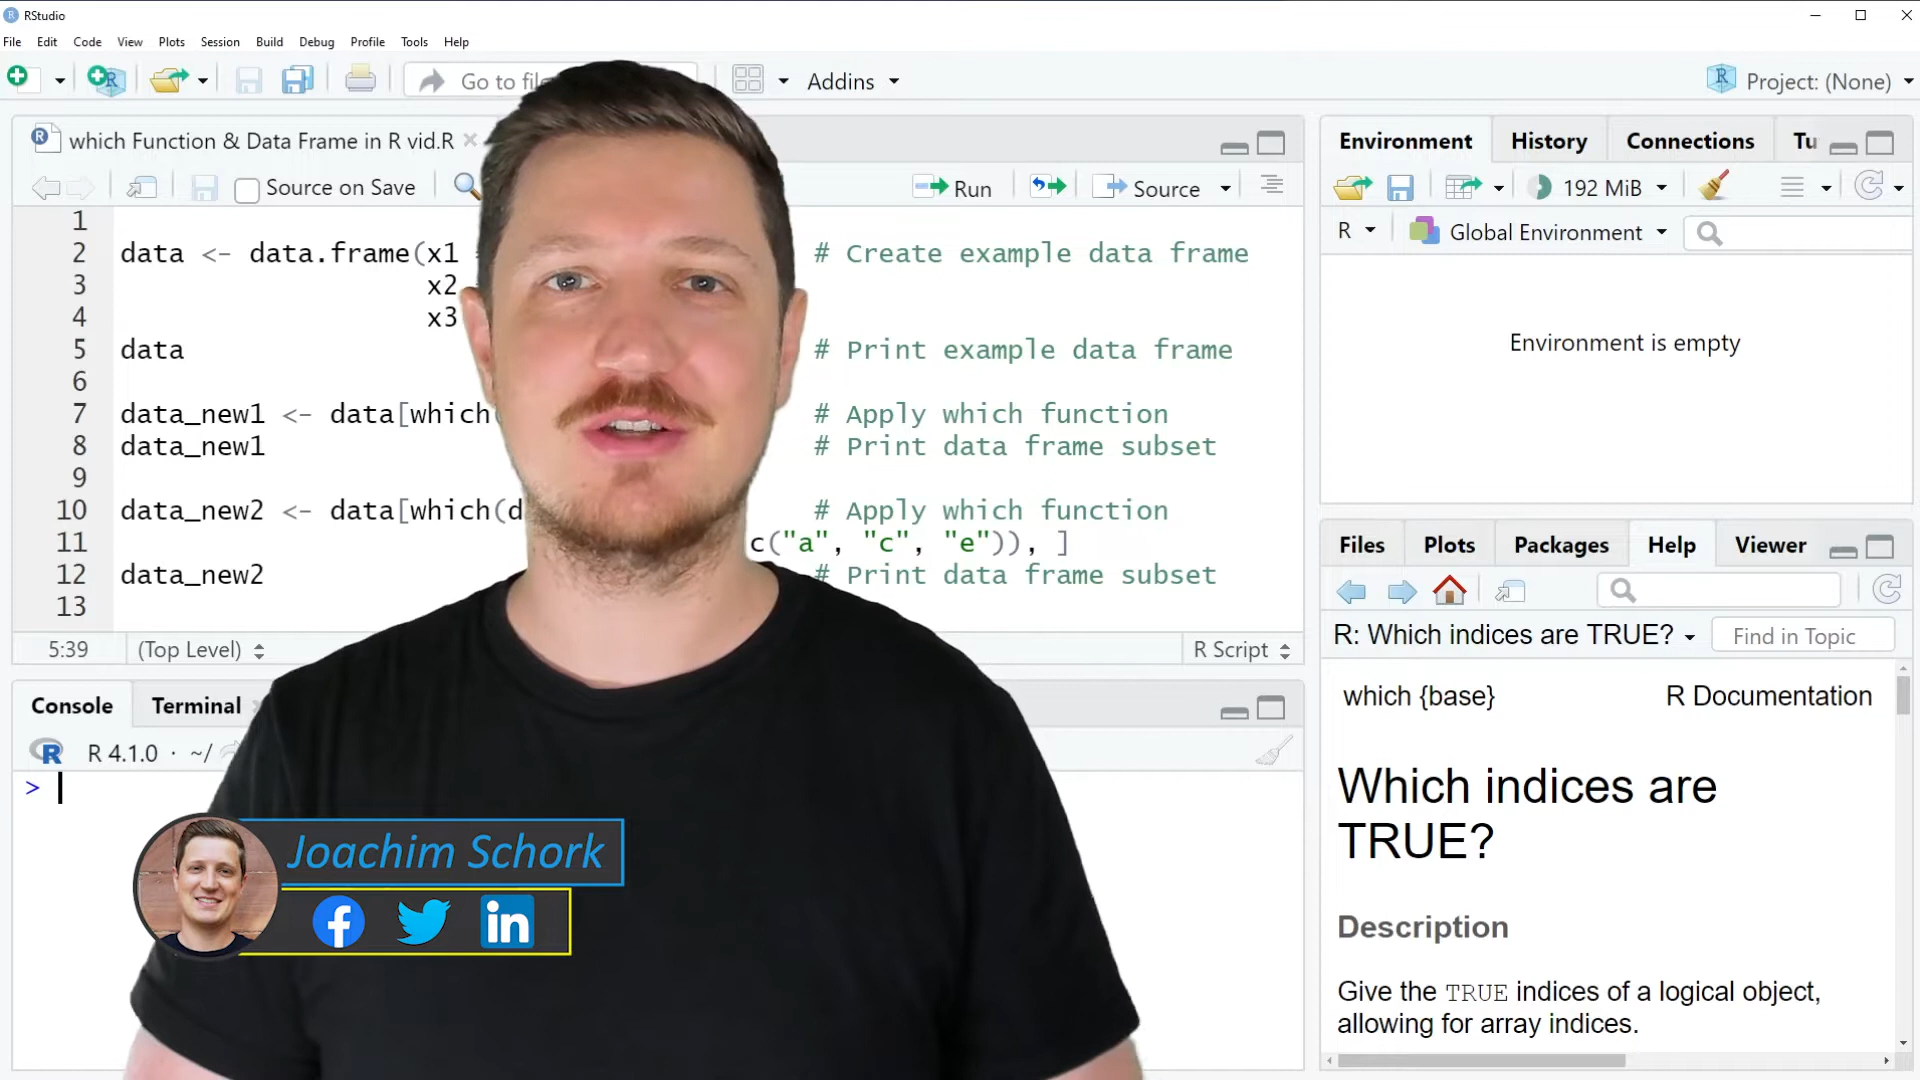 RStudio
File Edit Code View Plots Session Build Debug Profile Tools Help
Go to Addins Project: (None)
which Function & Data Frame in R vid.R
Source on Save Run Source
1
2 data <- data.frame(x1 # Create example data frame
3 x2
4 x3
5 data # Print example data frame
6
7 data_new1 <- data[which( # Apply which function
8 data_new1 # Print data frame subset
9
10 data_new2 <- data[which(d # Apply which function
11 c("a", "c", "e")), ]
12 data_new2 # Print data frame subset
13
5:39 (Top Level) R Script
Console Terminal
R 4.1.0 · ~/
>
Joachim Schork
f in
Environment History Connections Tu
192 MiB
R Global Environment
Environment is empty
Files Plots Packages Help Viewer
R: Which indices are TRUE? Find in Topic
which {base} R Documentation
Which indices are
TRUE?
Description
Give the TRUE indices of a logical object,
allowing for array indices.